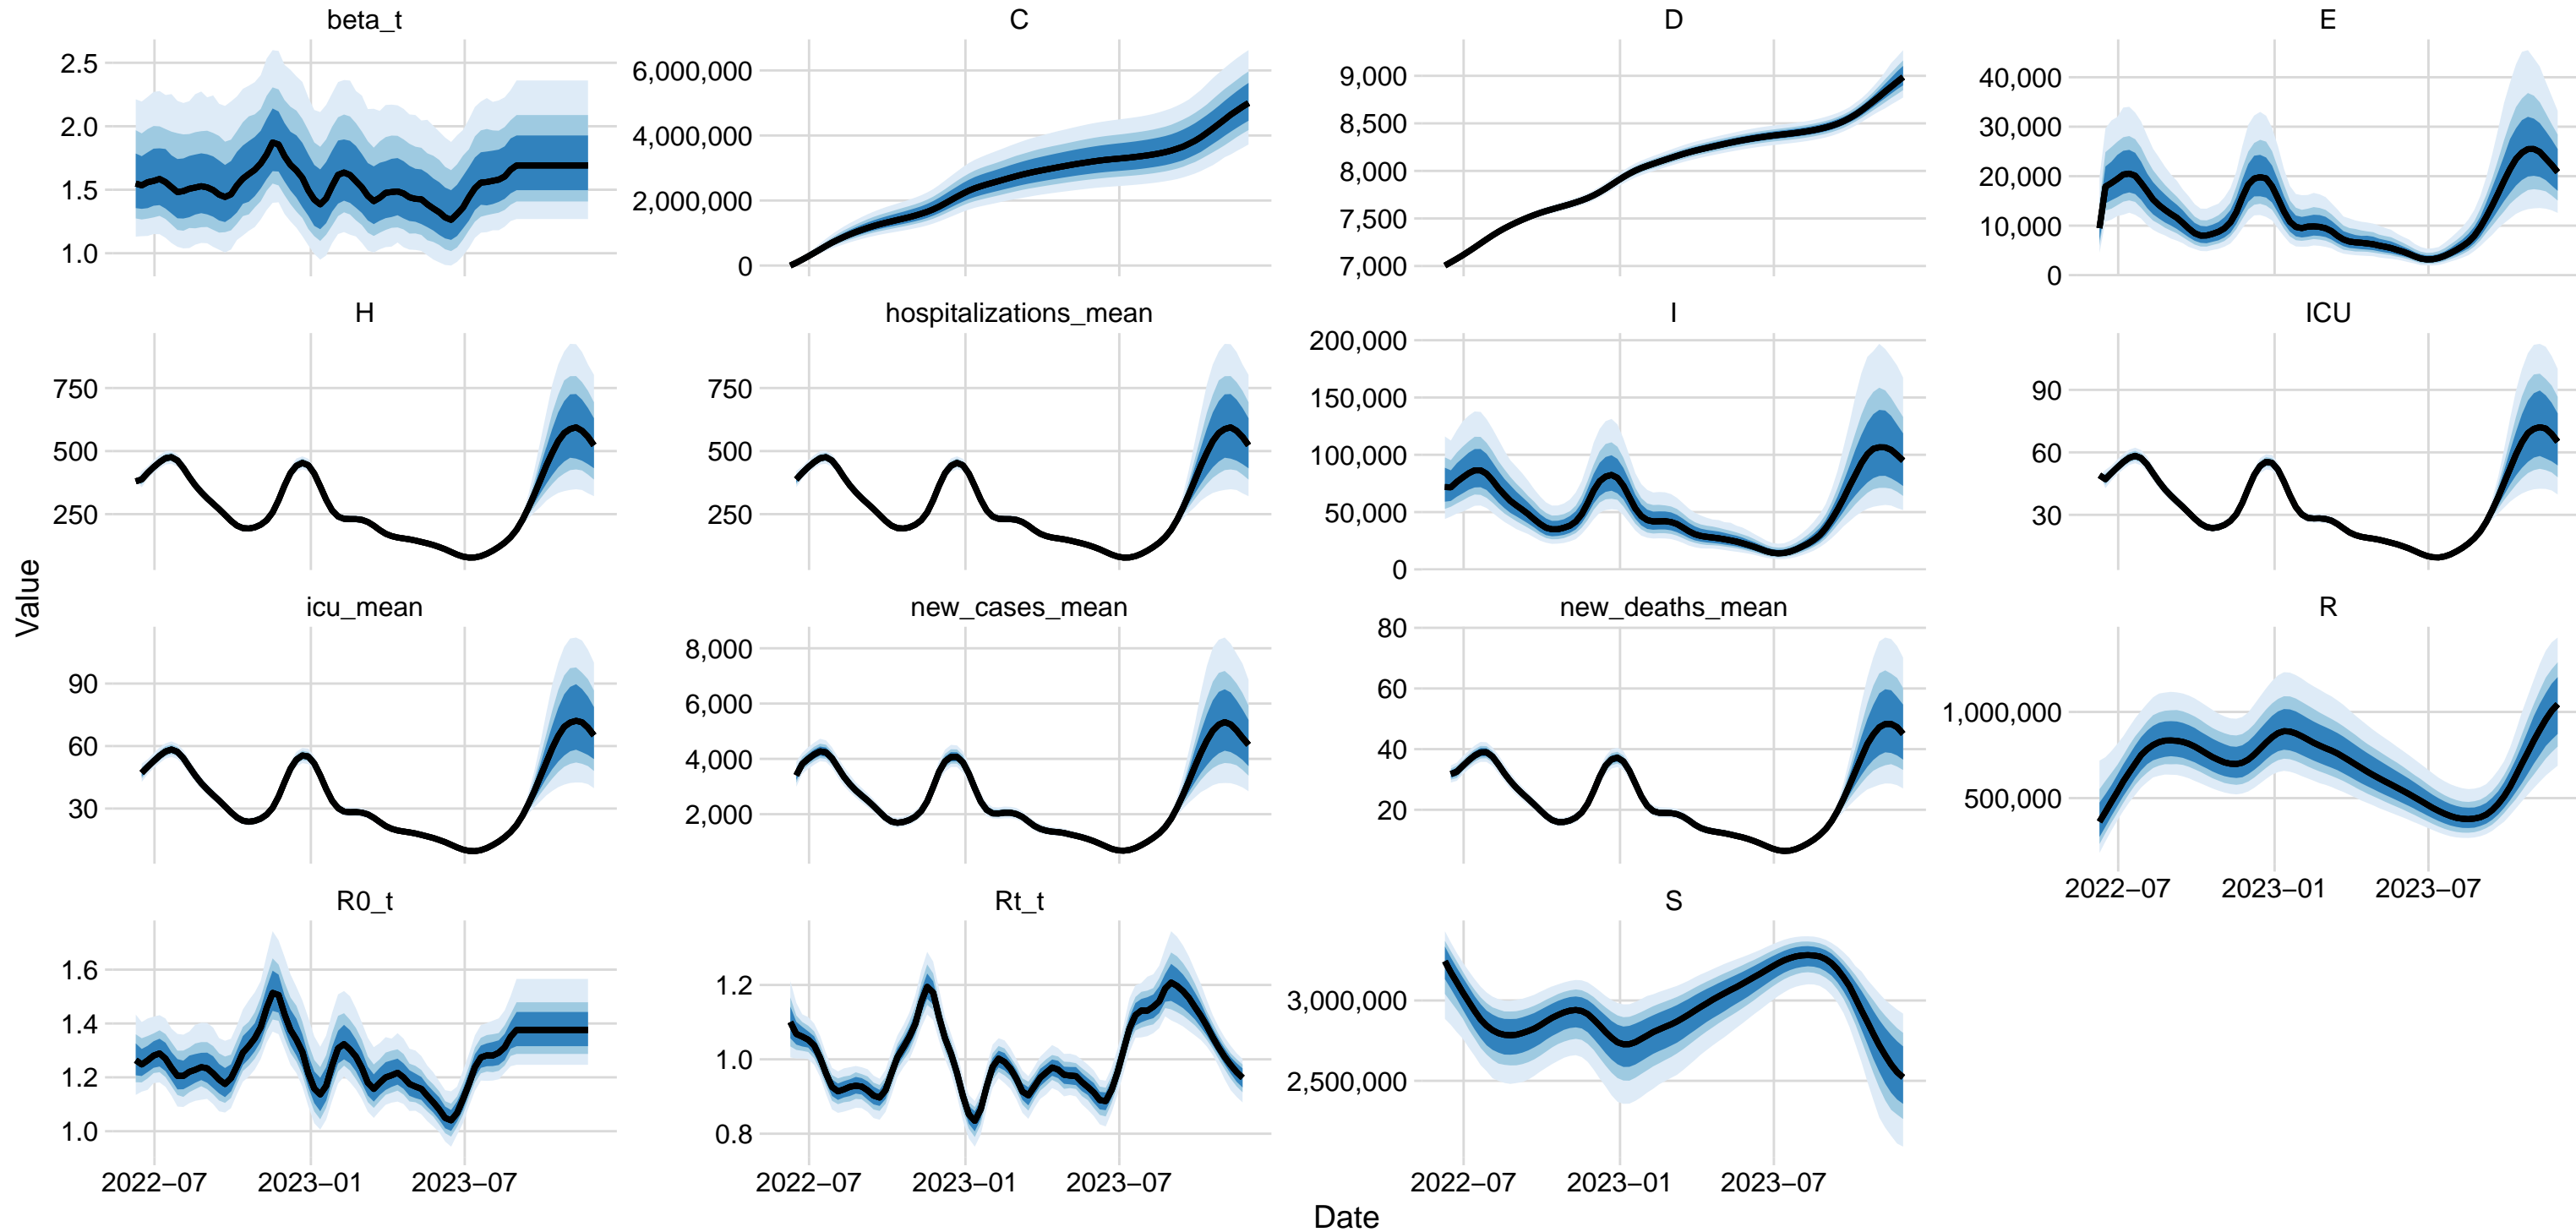 beta_t
2.5
2.0
1.5
1.0
C
6,000,000
4,000,000
2,000,000
0
D
9,000
8,500
8,000
7,500
7,000
E
40,000
30,000
20,000
10,000
0
H
750
500
250
hospitalizations_mean
750
500
250
I
200,000
150,000
100,000
50,000
0
ICU
90
60
30
Value
icu_mean
90
60
30
new_cases_mean
8,000
6,000
4,000
2,000
new_deaths_mean
80
60
40
20
R
1,000,000
500,000
2022−07 2023−01 2023−07
R0_t
1.6
1.4
1.2
1.0
2022−07 2023−01 2023−07
Rt_t
1.2
1.0
0.8
2022−07 2023−01 2023−07
S
3,000,000
2,500,000
2022−07 2023−01 2023−07
Date